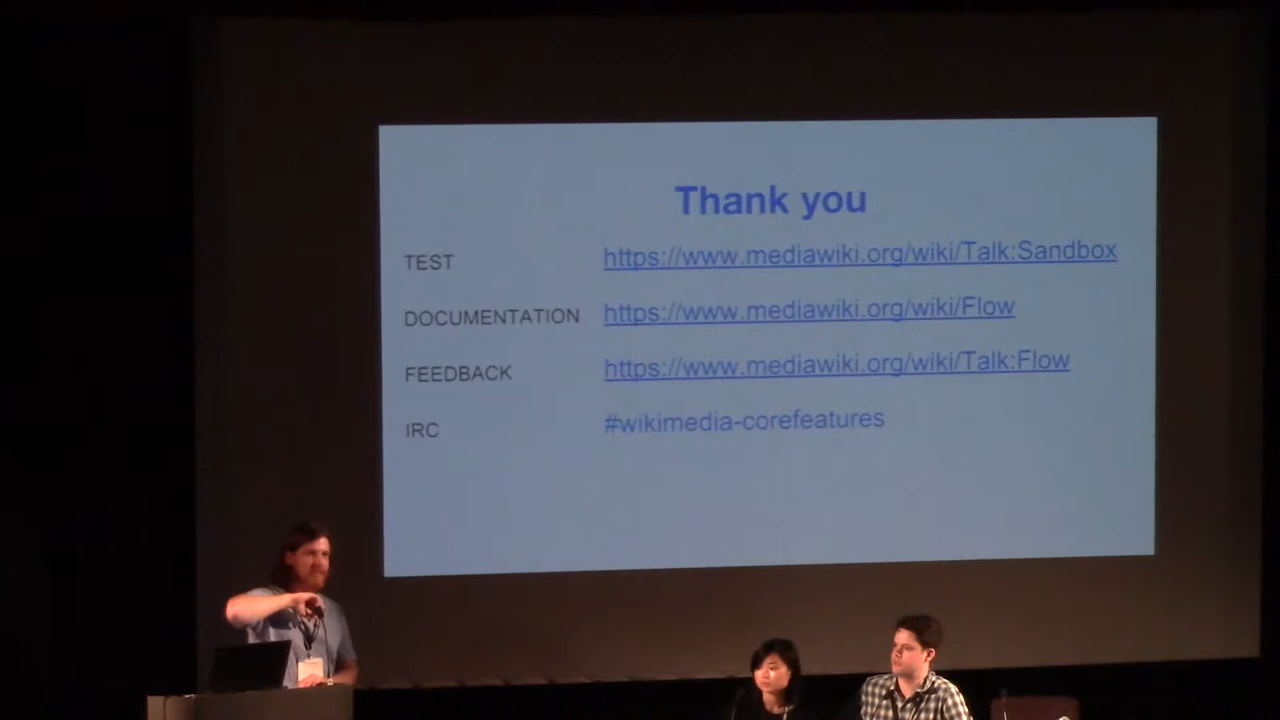 Thank you
TEST https://www.mediawiki.org/wiki/Talk:Sandbox
DOCUMENTATION https://www.mediawiki.org/wiki/Flow
FEEDBACK https://www.mediawiki.org/wiki/Talk:Flow
IRC #wikimedia-corefeatures